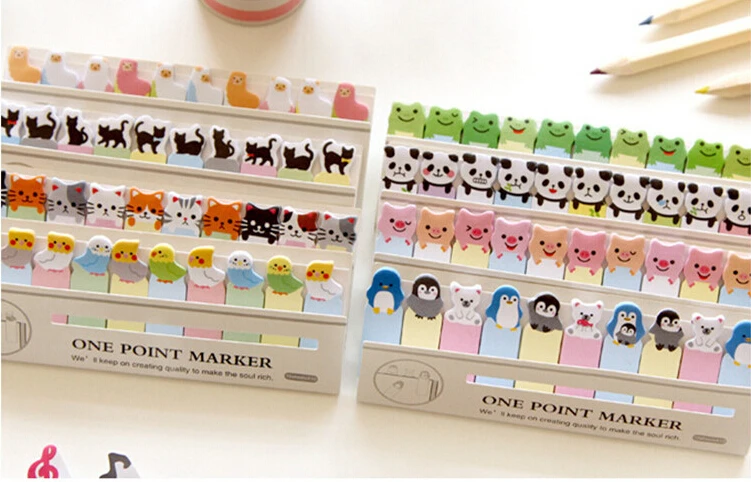 ONE POINT MARKER
We' ll keep on creating quality to make the soul rich.
ONE POINT MARKER
We' ll keep on creating quality to make the soul rich.